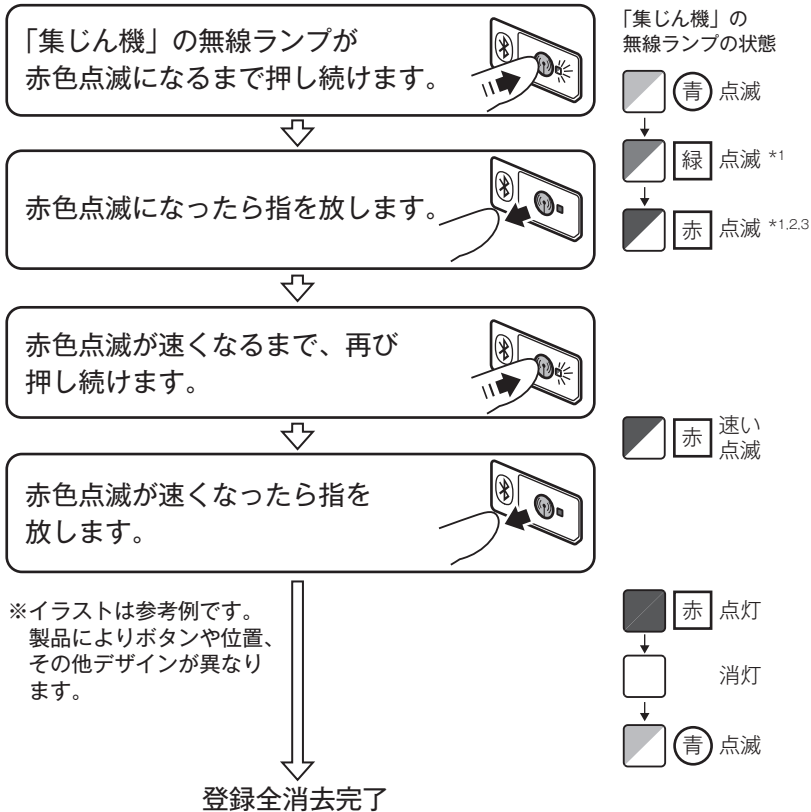 「集じん機」の無線ランプが
赤色点滅になるまで押し続けます。
「集じん機」の
無線ランプの状態
青 点滅
緑 点滅 *1
赤 点滅 *1,2,3
赤色点滅になったら指を放します。
赤色点滅が速くなるまで、再び
押し続けます。
赤 速い
点滅
赤色点滅が速くなったら指を
放します。
※イラストは参考例です。
製品によりボタンや位置、
その他デザインが異なり
ます。
赤 点灯
消灯
青 点滅
登録全消去完了